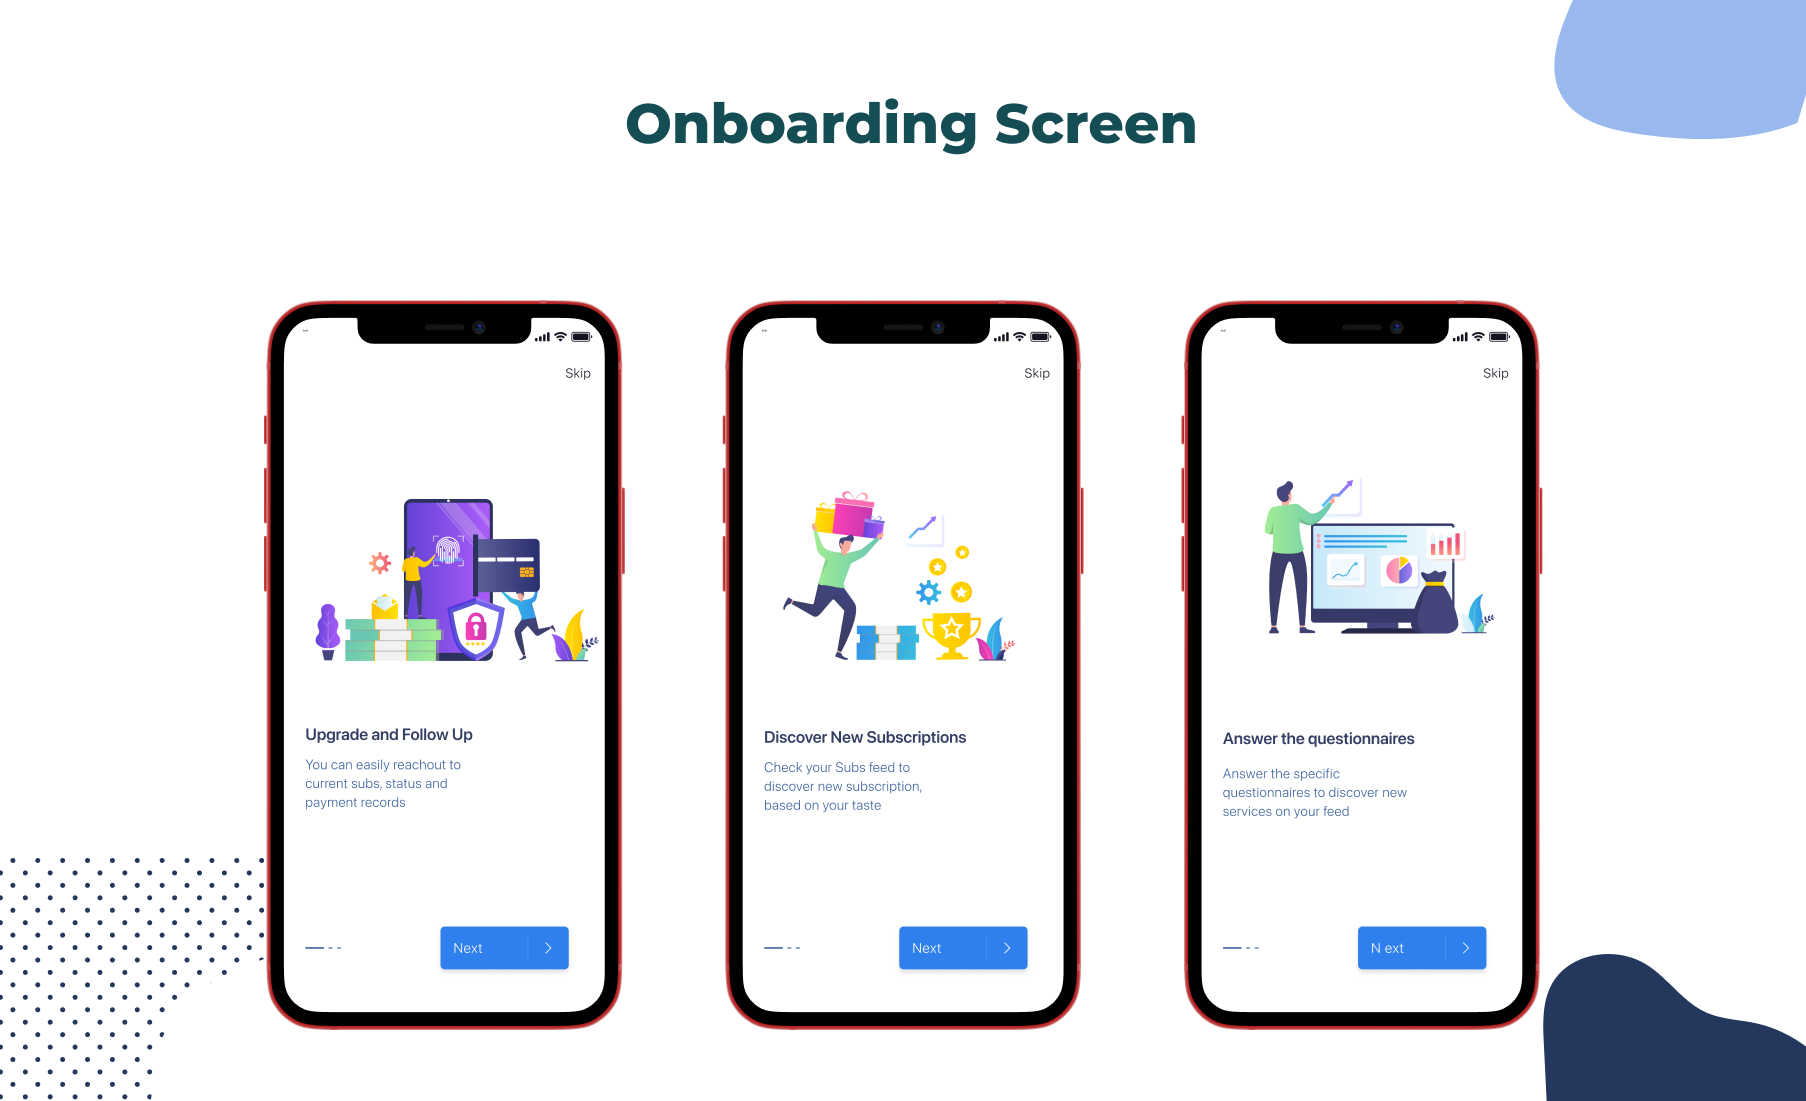 Onboarding Screen
Skip
Upgrade and Follow Up
You can easily reachout to
current subs, status and
payment records
Next
Skip
Discover New Subscriptions
Check your Subs feed to
discover new subscription,
based on your taste
Next
Skip
Answer the questionnaires
Answer the specific
questionnaires to discover new
services on your feed
N ext